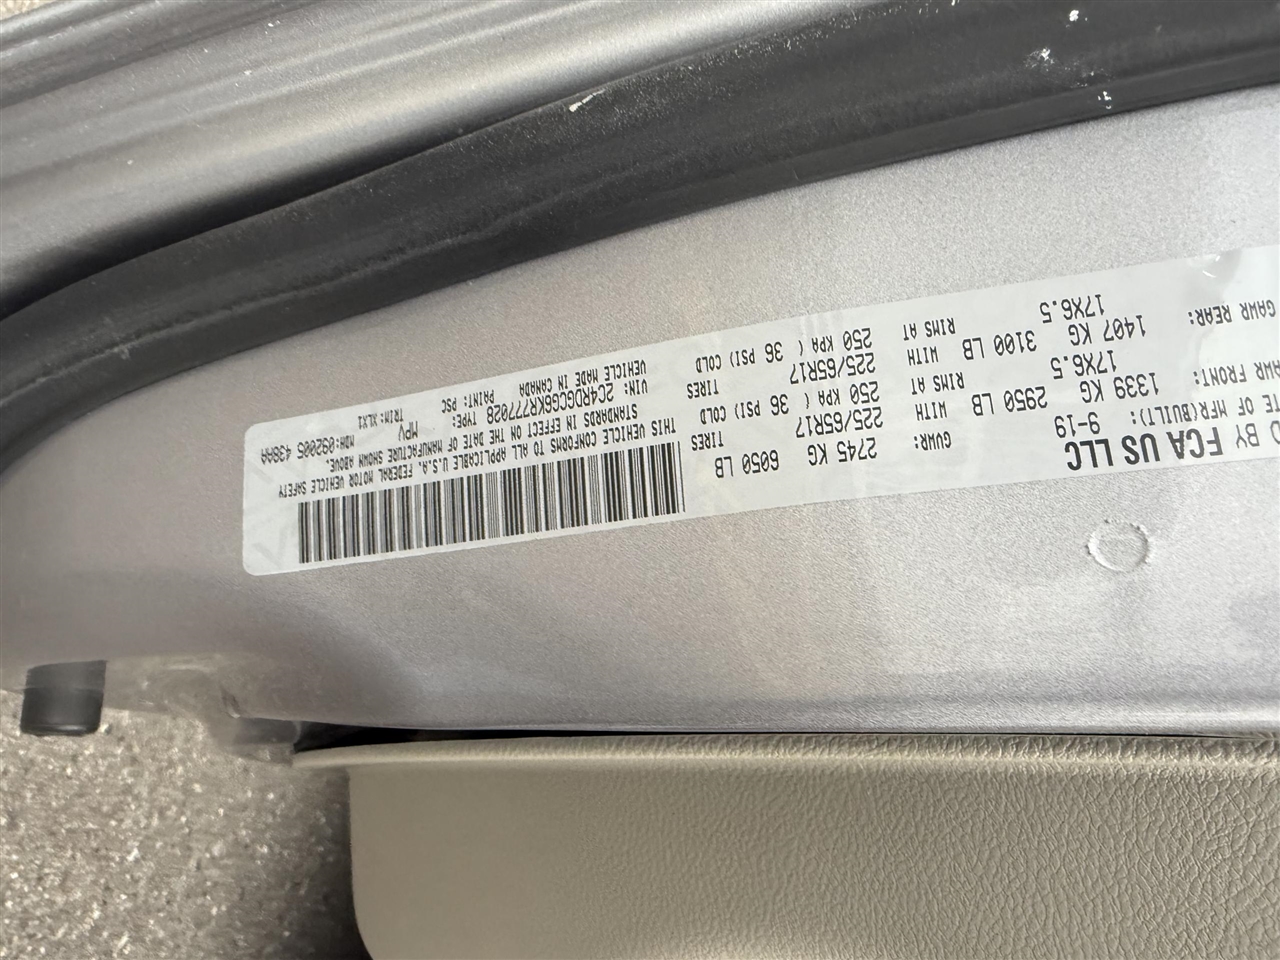 D BY FCA US LLC
TE OF MFR(BUILT): 9-19 GVWR: 2745 KG 6050 LB
GAWR FRONT: 1339 KG 2950 LB WITH 225/65R17 TIRES
17X6.5 RIMS AT 250 KPA ( 36 PSI) COLD
GAWR REAR: 1407 KG 3100 LB WITH 225/65R17 TIRES
17X6.5 RIMS AT 250 KPA ( 36 PSI) COLD
THIS VEHICLE CONFORMS TO ALL APPLICABLE U.S.A. FEDERAL MOTOR VEHICLE SAFETY
STANDARDS IN EFFECT ON THE DATE OF MANUFACTURE SHOWN ABOVE.
VIN: 2C4RDGCG6KR777028 TYPE: MPV MDH:092006 438AA
VEHICLE MADE IN CANADA PAINT: PSC TRIM:XLX1